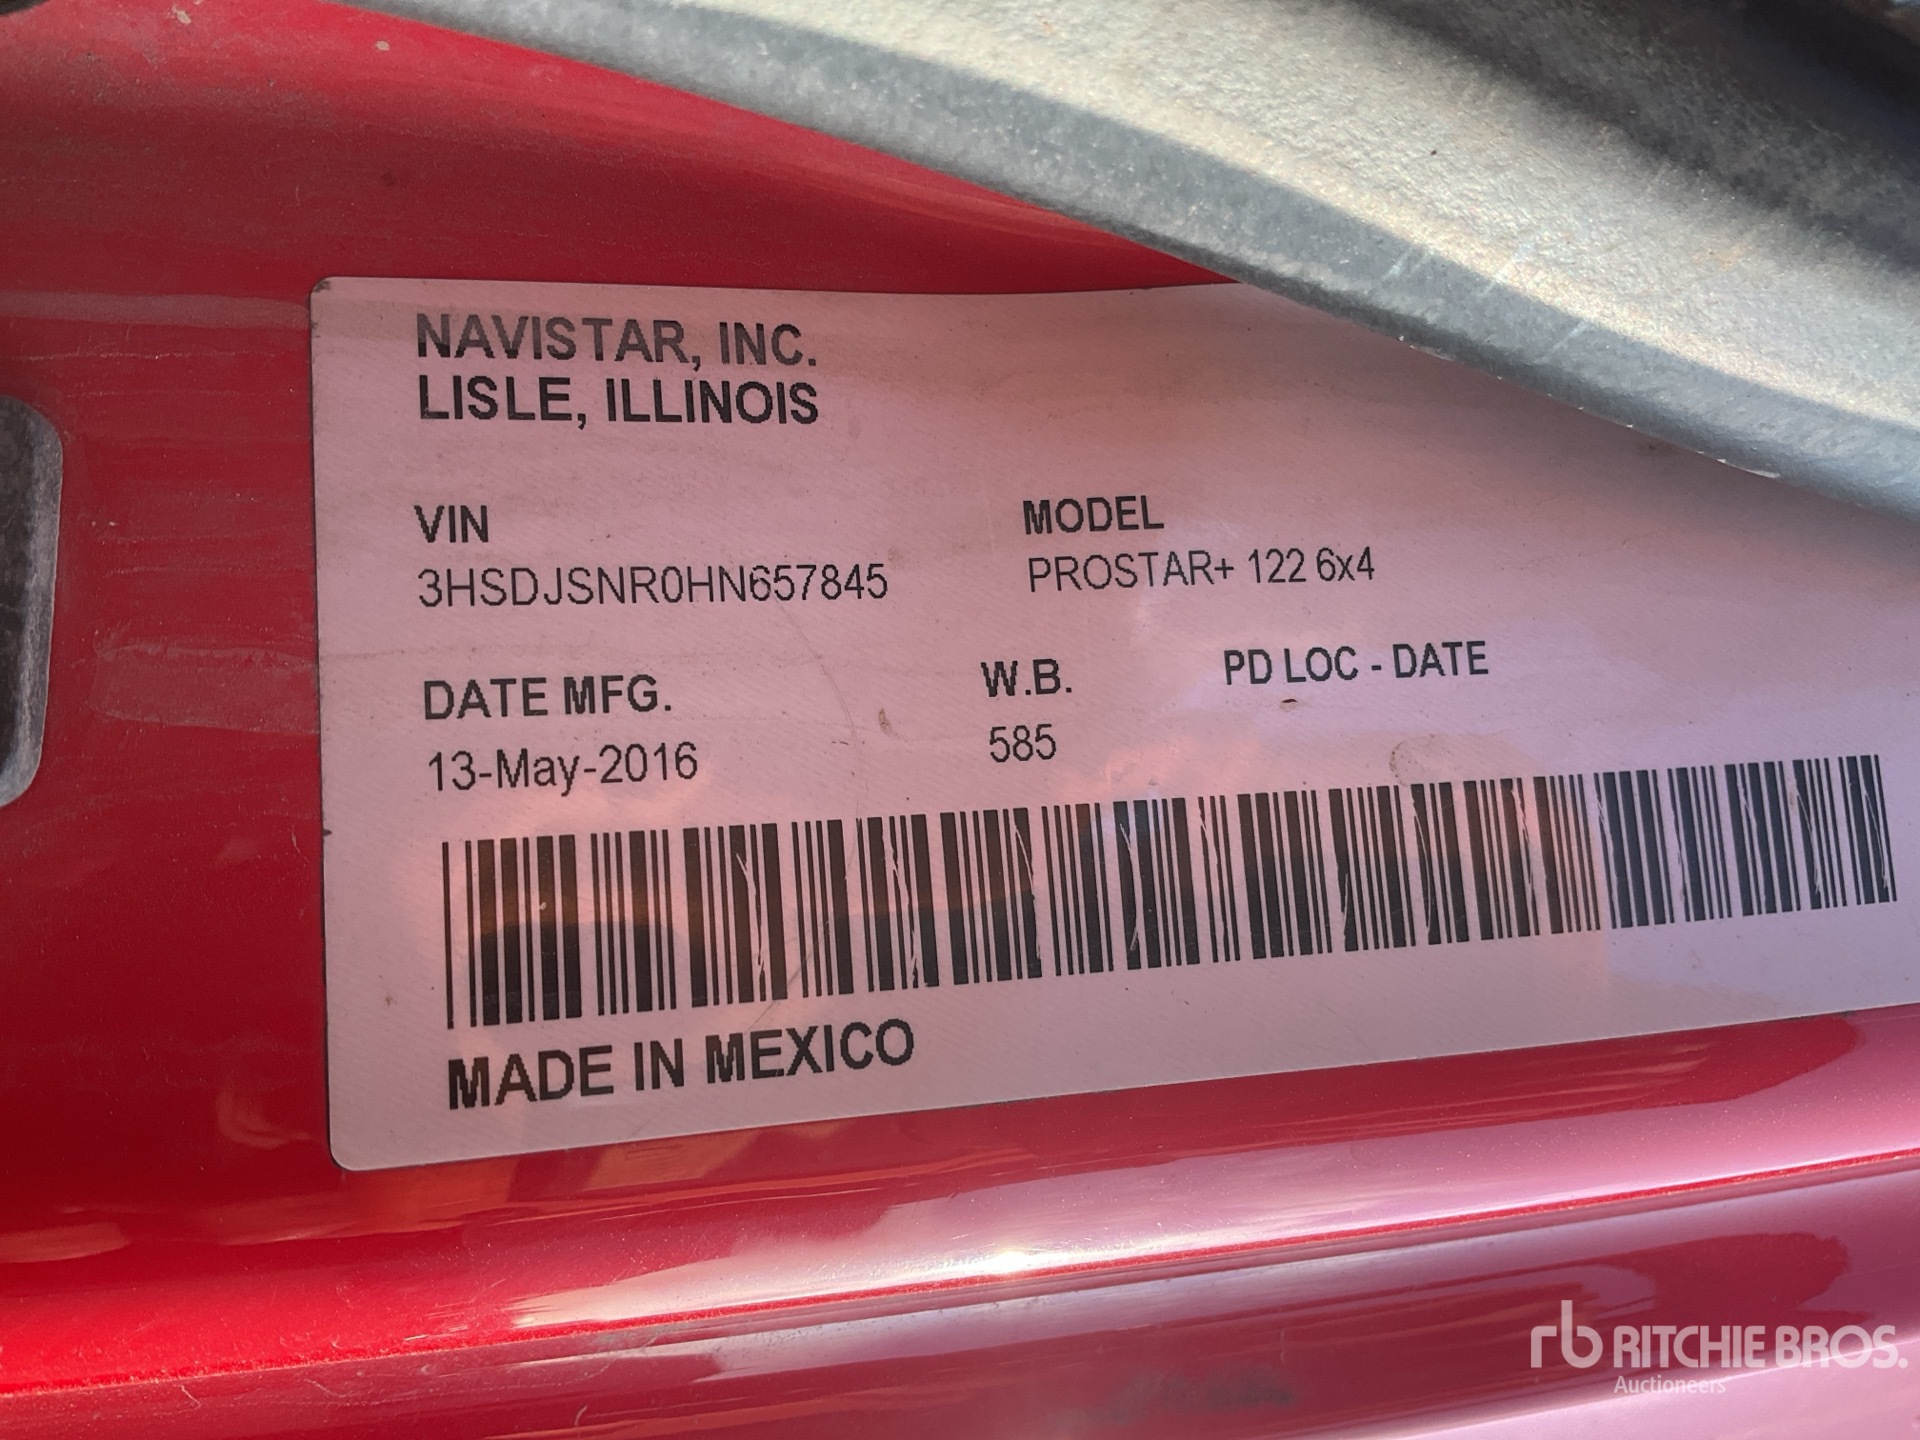 NAVISTAR, INC.
LISLE, ILLINOIS
VIN
3HSDJSNR0HN657845
MODEL
PROSTAR+ 122 6x4
DATE MFG.
13-May-2016
W.B.
585
PD LOC - DATE
MADE IN MEXICO
rb RITCHIE BROS.
Auctioneers